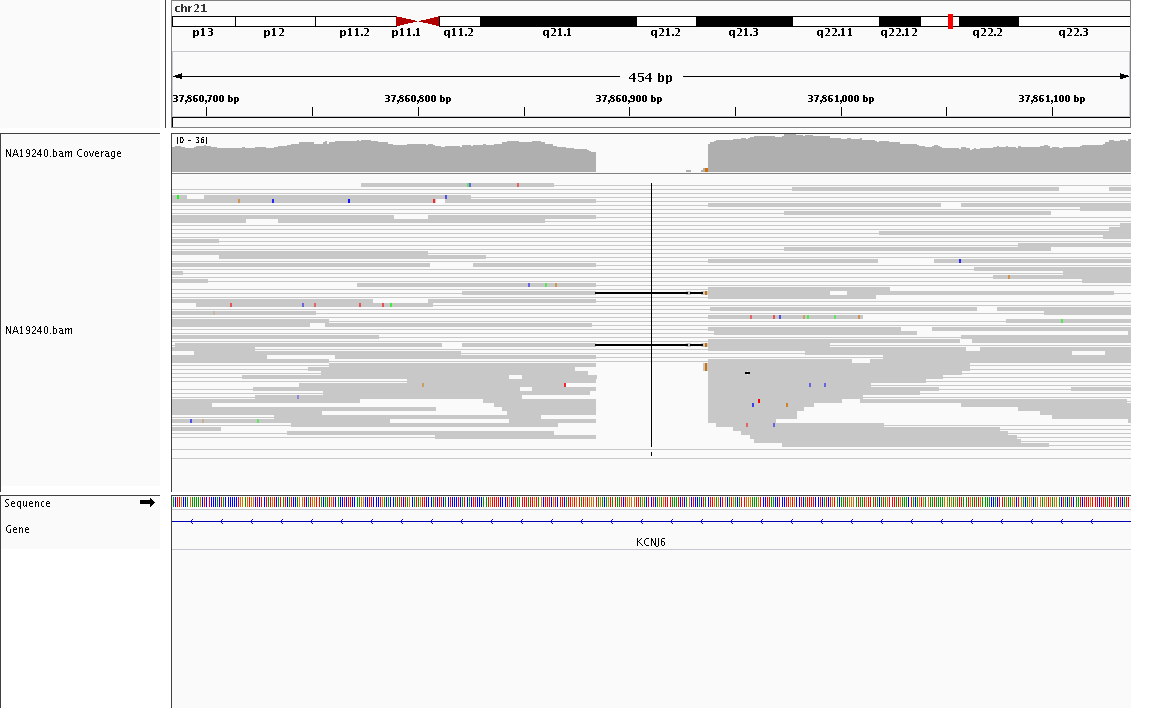 chr21
p13 p12 p11.2 p11.1 q11.2 q21.1 q21.2 q21.3 q22.11 q22.12 q22.2 q22.3
454 bp
37,860,700 bp 37,860,800 bp 37,860,900 bp 37,861,000 bp 37,861,100 bp
[0 - 36]
NA19240.bam Coverage
NA19240.bam
Sequence
Gene
KCNJ6